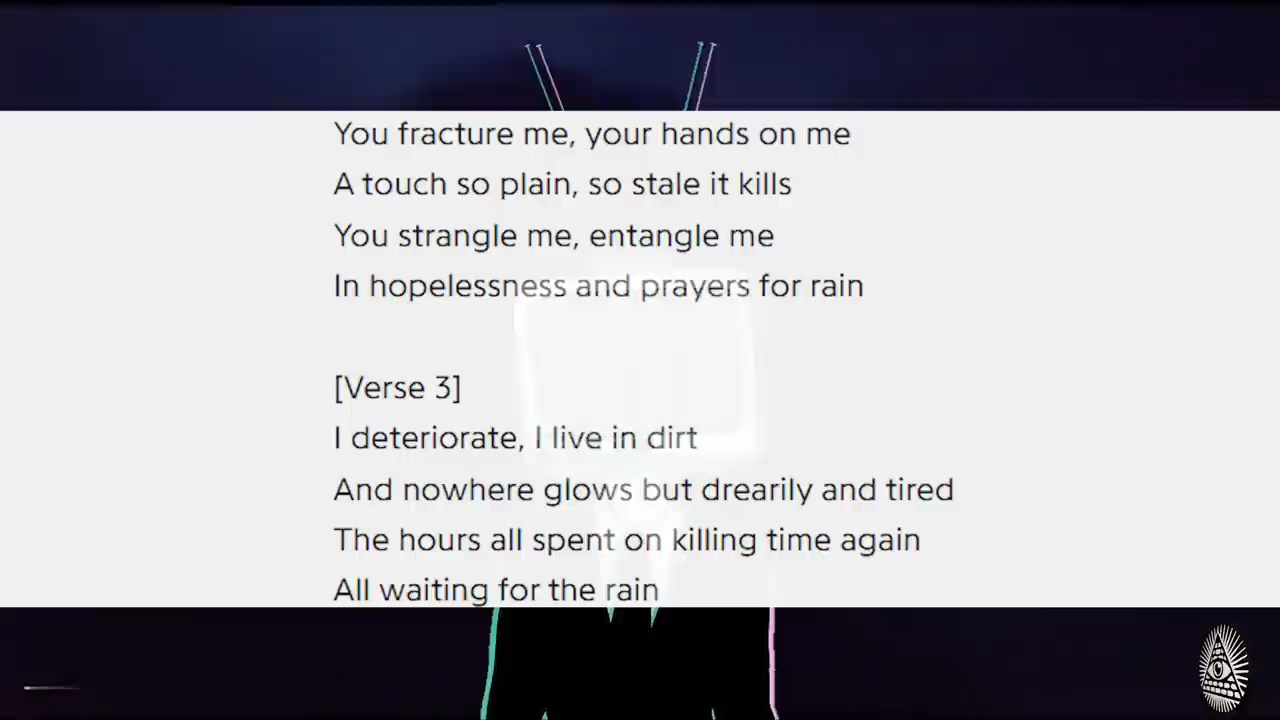 You fracture me, your hands on me
A touch so plain, so stale it kills
You strangle me, entangle me
In hopelessness and prayers for rain
[Verse 3]
I deteriorate, I live in dirt
And nowhere glows but drearily and tired
The hours all spent on killing time again
All waiting for the rain